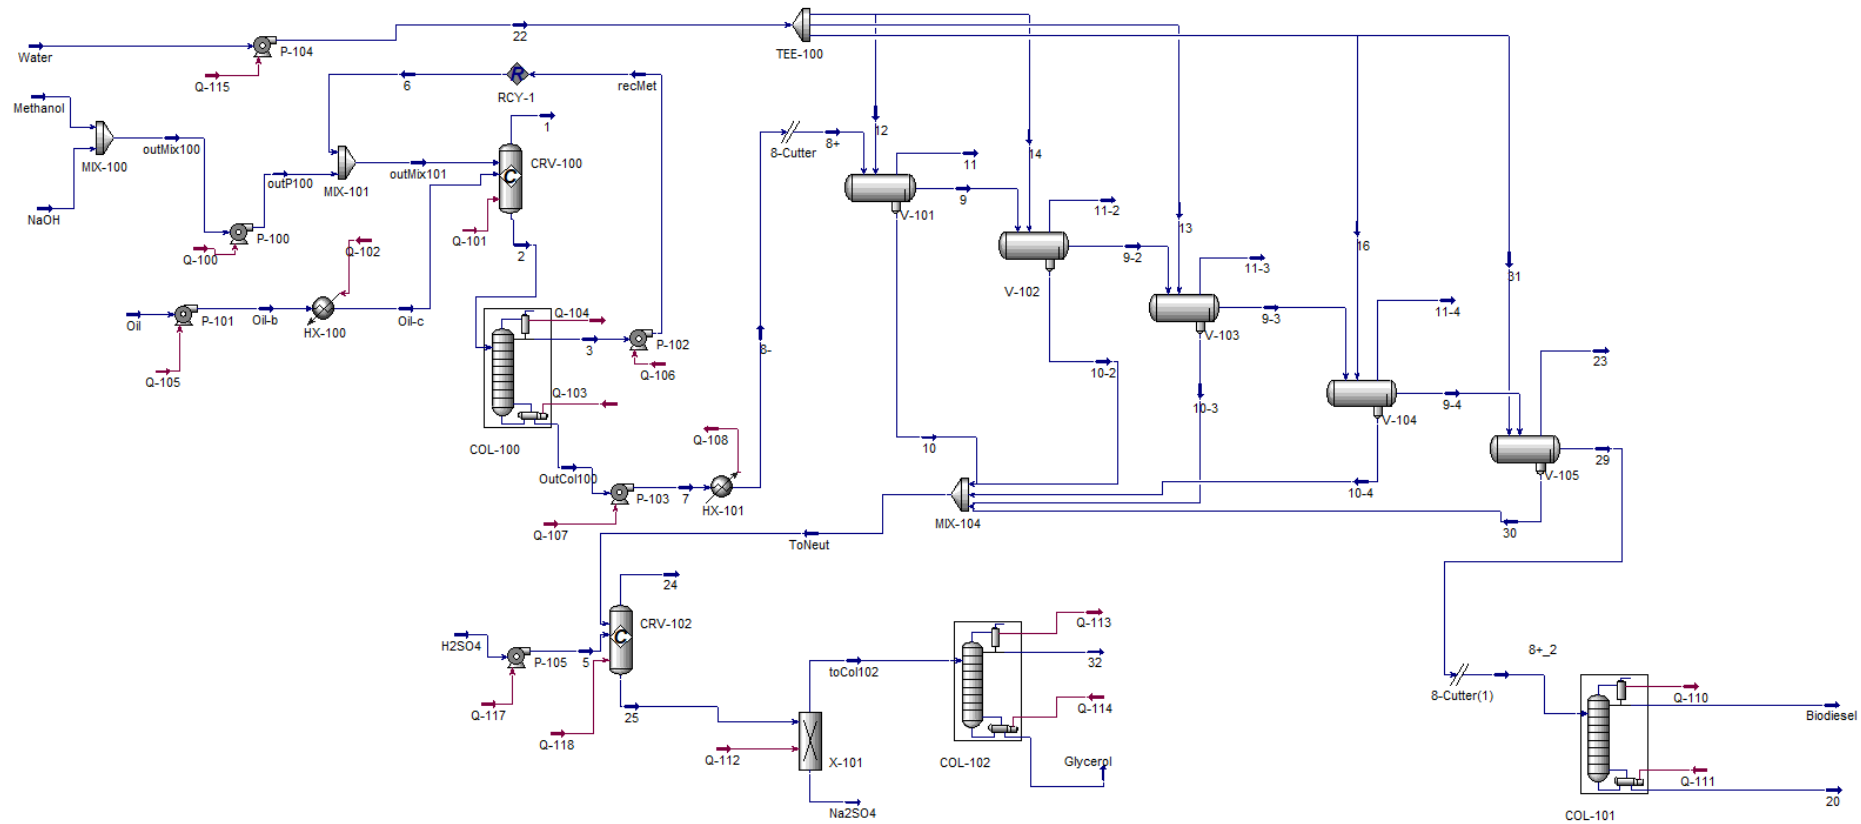 22
TEE-100
Water
P-104
Q-115
6
RCY-1
recMet
Methanol
outMix100
MIX-100
NaOH
outP100
MIX-101
outMix101
1
CRV-100
C
R
P-100
Q-100
Q-102
Q-101
2
Oil
P-101
Oil-b
HX-100
Oil-c
Q-105
Q-104
3
P-102
Q-106
Q-103
COL-100
OutCol100
P-103
Q-107
7
HX-101
Q-108
8-
8-Cutter
8+
12
14
13
16
31
11
V-101
9
11-2
V-102
9-2
11-3
V-103
9-3
11-4
V-104
9-4
23
V-105
29
10
10-2
10-3
10-4
30
MIX-104
ToNeut
24
CRV-102
C
H2SO4
P-105
5
Q-117
Q-118
25
Q-112
X-101
Na2SO4
toCol102
Q-113
32
Q-114
COL-102
Glycerol
8+_2
8-Cutter(1)
Q-110
Biodiesel
Q-111
20
COL-101